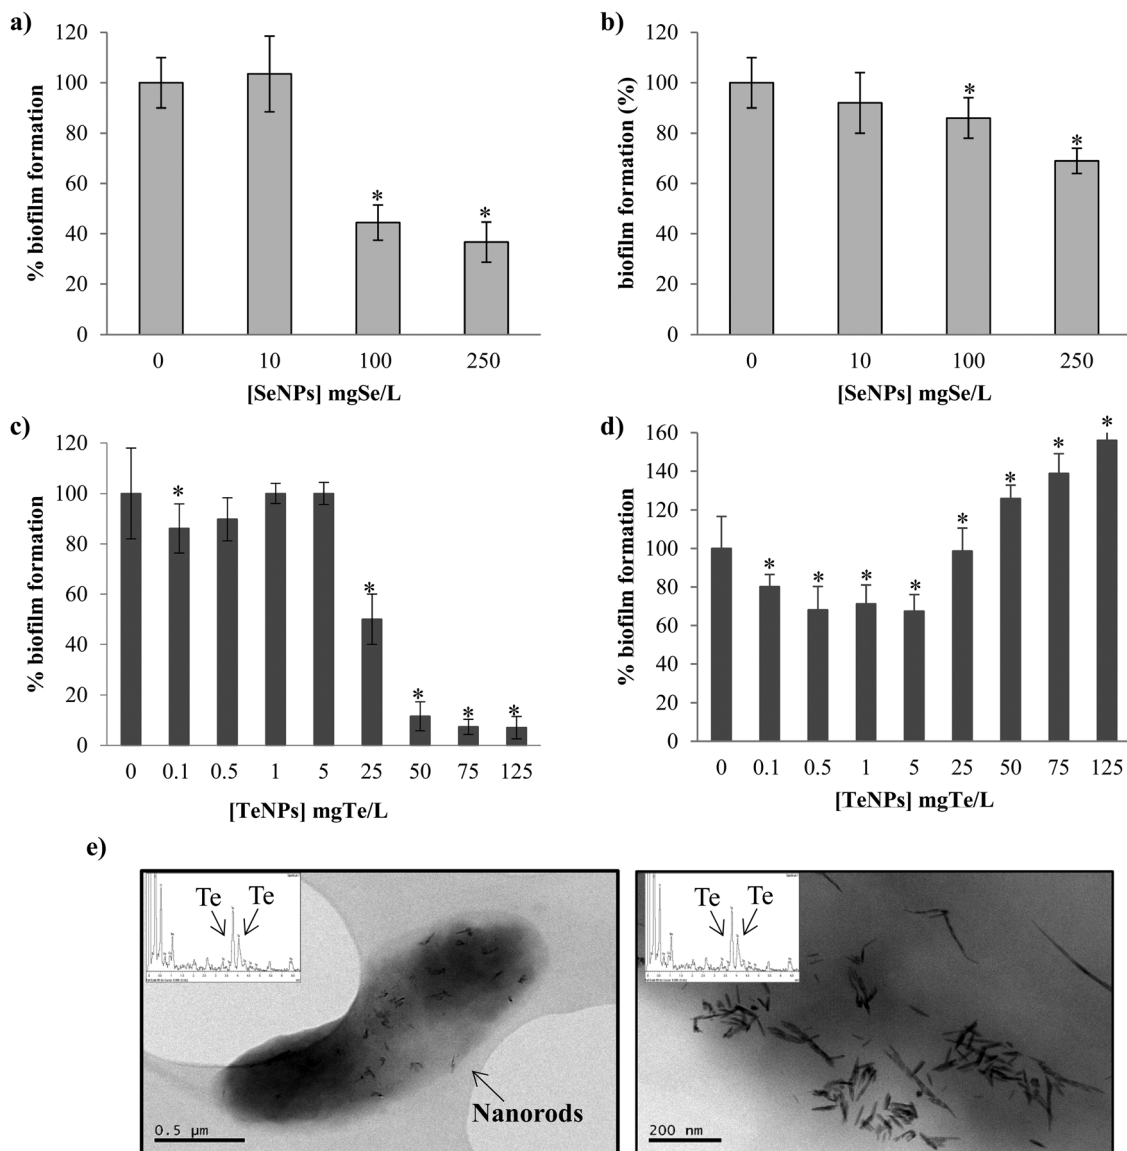 a)
120
100
80
60
40
20
0
% biofilm formation
* *
0 10 100 250
[SeNPs] mgSe/L
b)
120
100
80
60
40
20
0
biofilm formation (%)
* *
0 10 100 250
[SeNPs] mgSe/L
c)
120
100
80
60
40
20
0
% biofilm formation
* * * * *
0 0.1 0.5 1 5 25 50 75 125
[TeNPs] mgTe/L
d)
160
140
120
100
80
60
40
20
0
% biofilm formation
* * * * * * * *
0 0.1 0.5 1 5 25 50 75 125
[TeNPs] mgTe/L
e)
Te Te
Nanorods
0.5 µm
Te Te
200 nm